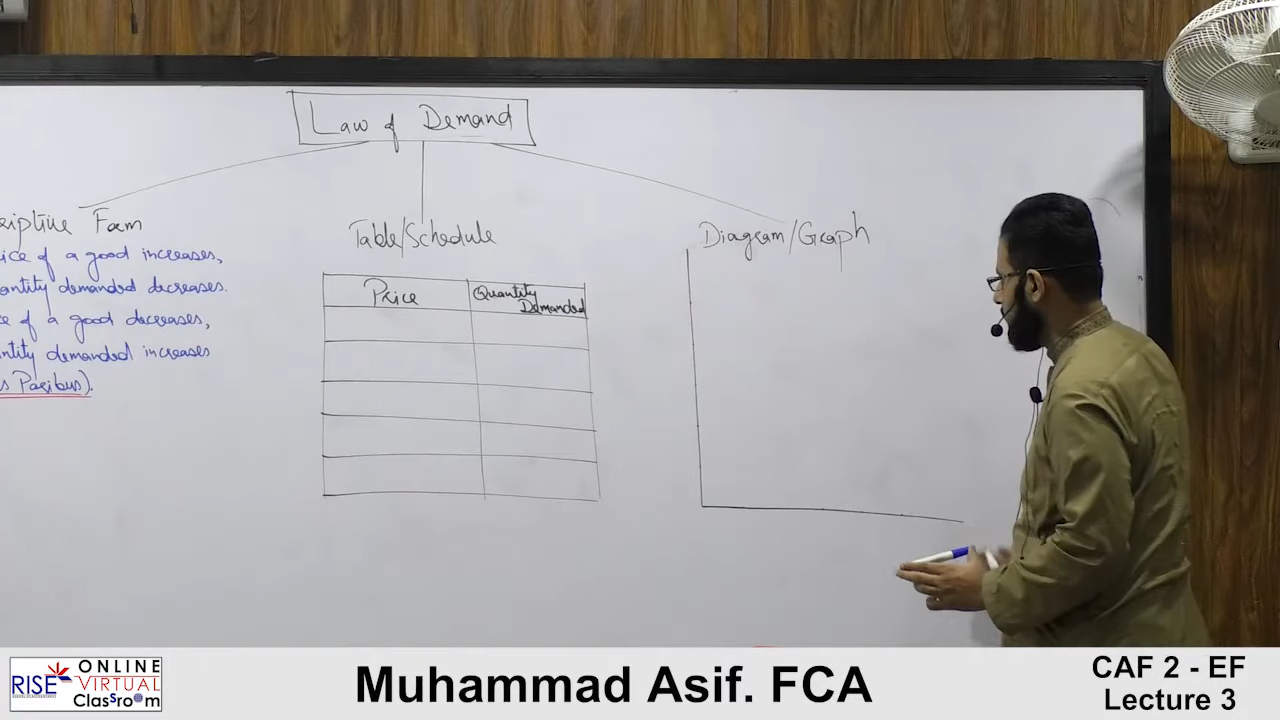 Law of Demand
riptive Form
ice of a good increases,
antity demanded decreases.
e of a good decreases,
ntity demanded increases
s Paribus).
Table/Schedule
Price
Quantity
Demanded
Diagram/Graph
RISE
ONLINE
VIRTUAL
Classroom
Muhammad Asif. FCA
CAF 2 - EF
Lecture 3